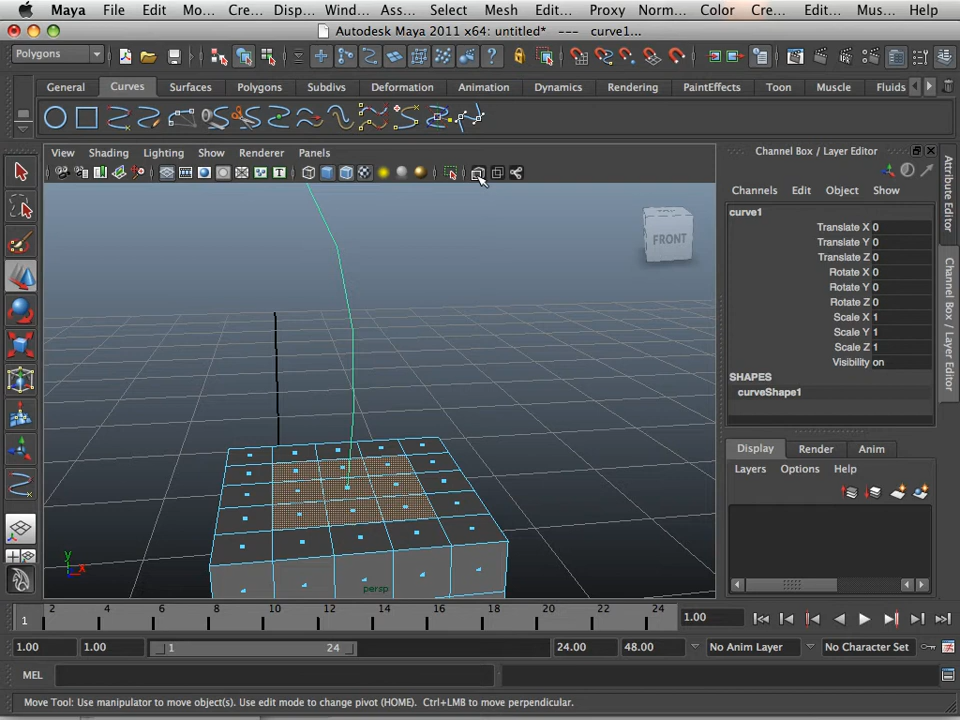 Maya File Edit Mo... Cre... Disp... Wind... Ass... Select Mesh Edit... Proxy Norm... Color Cre... Edit... Mus... Help
Autodesk Maya 2011 x64: untitled* --- curve1...
Polygons
General Curves Surfaces Polygons Subdivs Deformation Animation Dynamics Rendering PaintEffects Toon Muscle Fluids
View Shading Lighting Show Renderer Panels
Channel Box / Layer Editor
Channels Edit Object Show
curve1
Translate X 0
Translate Y 0
Translate Z 0
Rotate X 0
Rotate Y 0
Rotate Z 0
Scale X 1
Scale Y 1
Scale Z 1
Visibility on
SHAPES
curveShape1
Display Render Anim
Layers Options Help
Attribute Editor
Channel Box / Layer Editor
FRONT
y
x
persp
1 2 4 6 8 10 12 14 16 18 20 22 24 1.00
1.00 1.00 1 24 24.00 48.00 No Anim Layer No Character Set
MEL
Move Tool: Use manipulator to move object(s). Use edit mode to change pivot (HOME). Ctrl+LMB to move perpendicular.